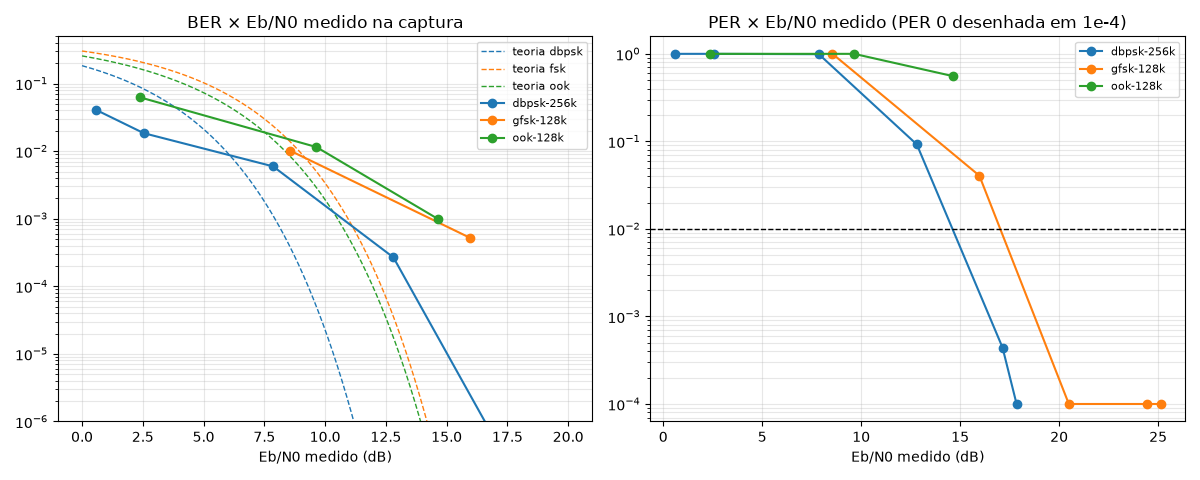 BER × Eb/N0 medido na captura
10⁻¹
10⁻²
10⁻³
10⁻⁴
10⁻⁵
10⁻⁶
teoria dbpsk
teoria fsk
teoria ook
dbpsk-256k
gfsk-128k
ook-128k
0.0 2.5 5.0 7.5 10.0 12.5 15.0 17.5 20.0
Eb/N0 medido (dB)
PER × Eb/N0 medido (PER 0 desenhada em 1e-4)
10⁰
10⁻¹
10⁻²
10⁻³
10⁻⁴
dbpsk-256k
gfsk-128k
ook-128k
0 5 10 15 20 25
Eb/N0 medido (dB)